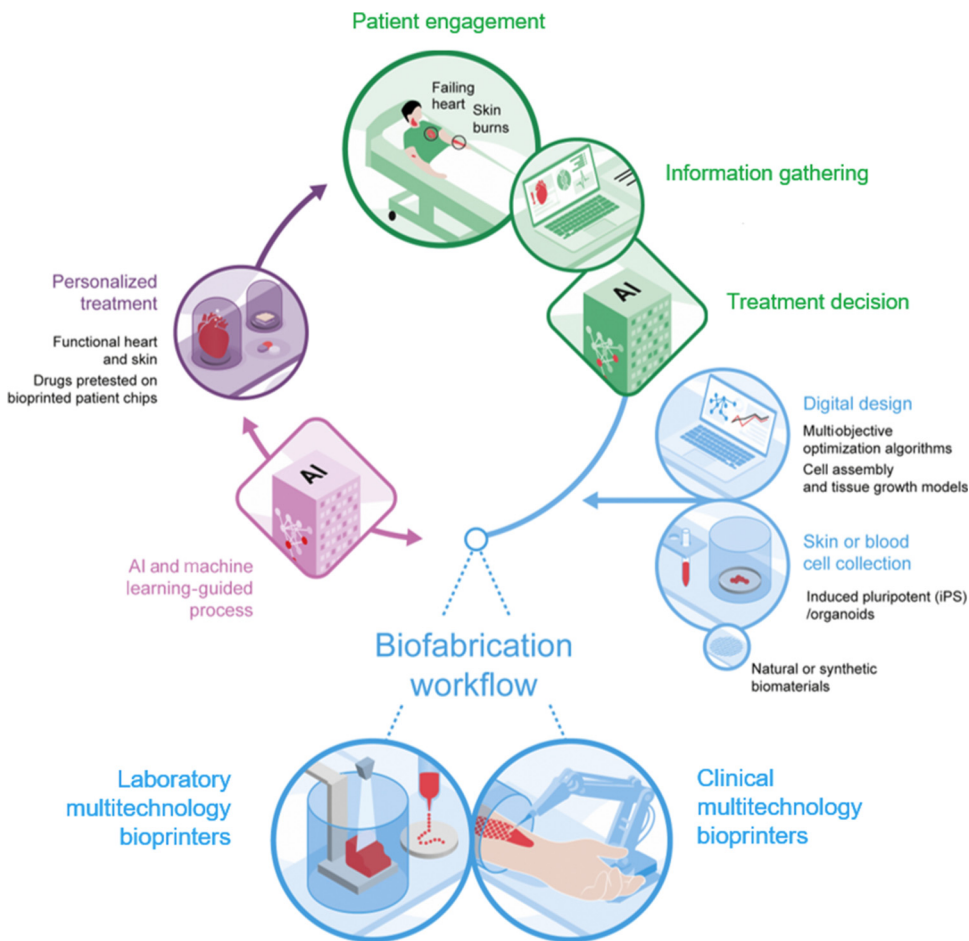 Patient engagement
Failing
heart
Skin
burns
Information gathering
AI
Treatment decision
Personalized
treatment
Functional heart
and skin
Drugs pretested on
bioprinted patient chips
Digital design
Multiobjective
optimization algorithms
Cell assembly
and tissue growth models
AI
AI and machine
learning-guided
process
Skin or blood
cell collection
Induced pluripotent (iPS)
/organoids
Natural or synthetic
biomaterials
Biofabrication
workflow
Laboratory
multitechnology
bioprinters
Clinical
multitechnology
bioprinters